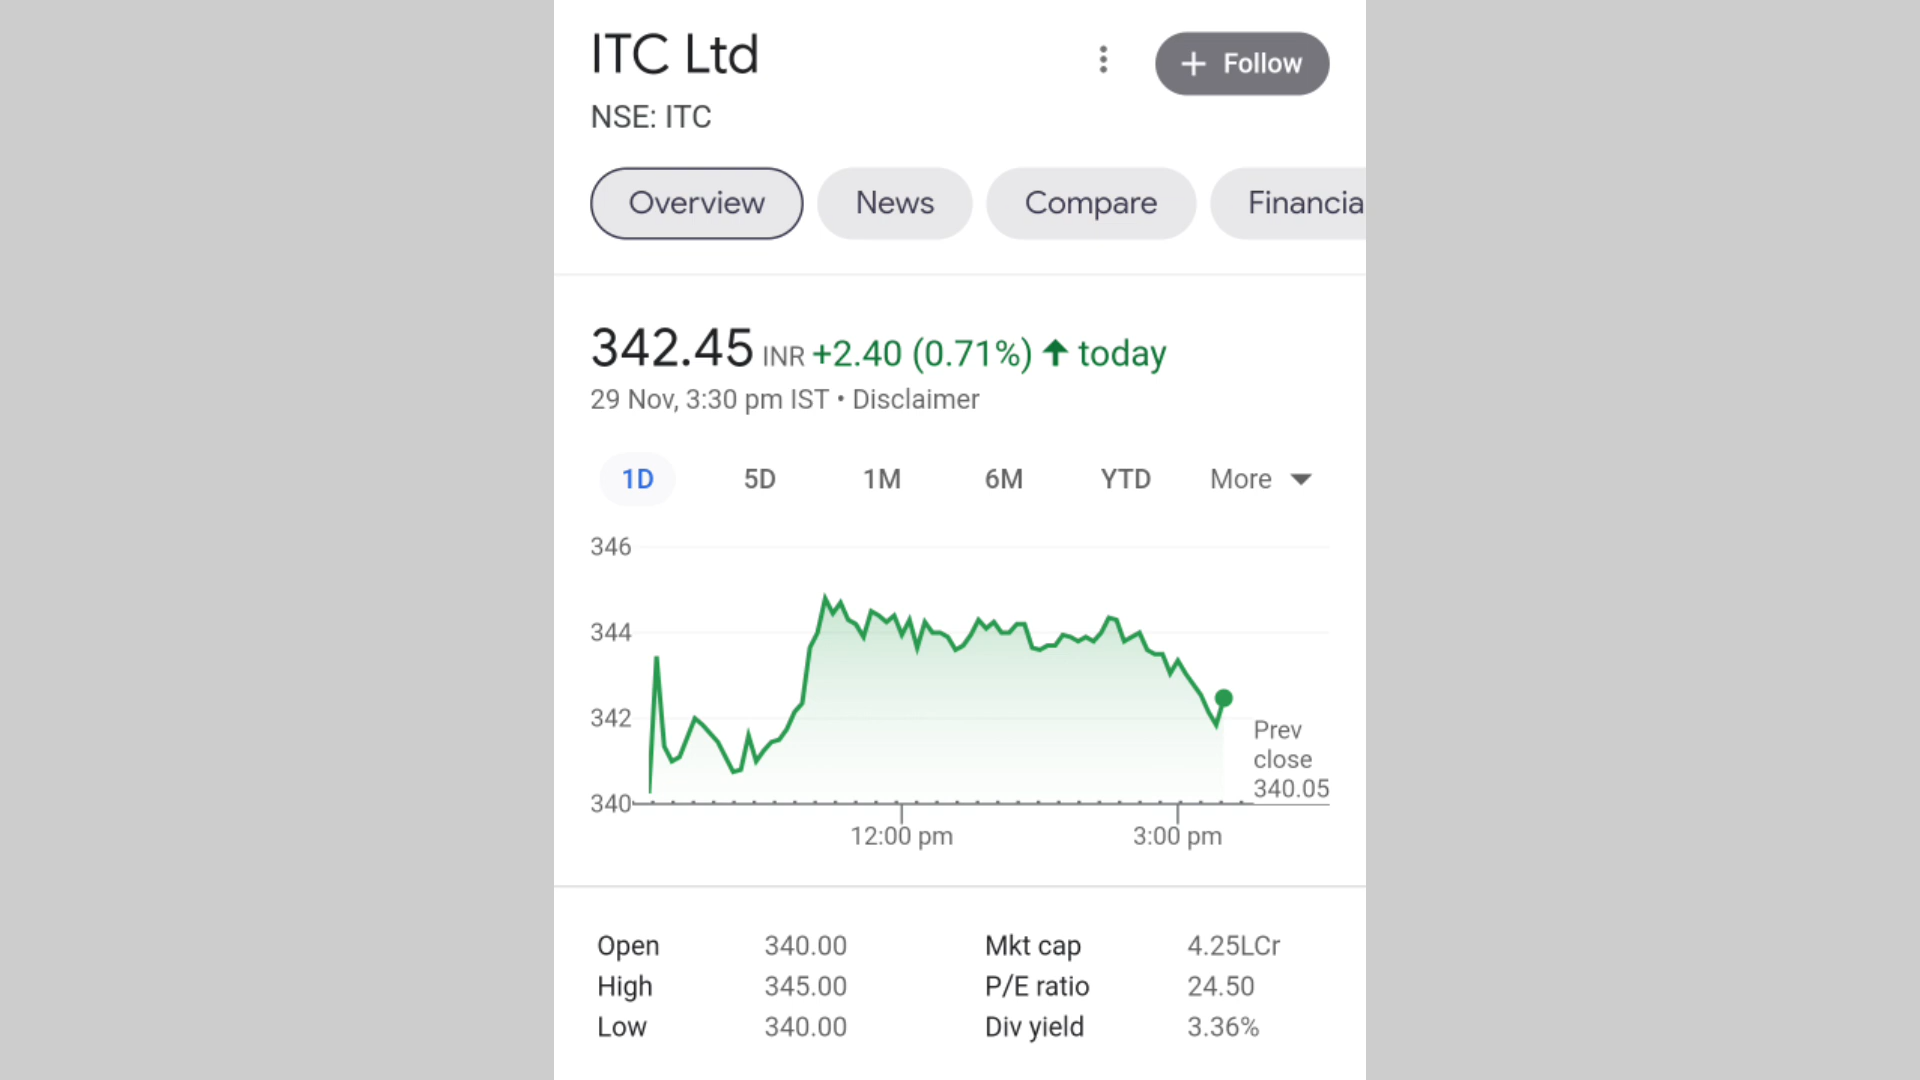 ITC Ltd
+ Follow
NSE: ITC
Overview News Compare Financia
342.45 INR +2.40 (0.71%) ↑ today
29 Nov, 3:30 pm IST • Disclaimer
1D 5D 1M 6M YTD More
346
344
342
340
Prev
close
340.05
12:00 pm 3:00 pm
Open 340.00 Mkt cap 4.25LCr
High 345.00 P/E ratio 24.50
Low 340.00 Div yield 3.36%